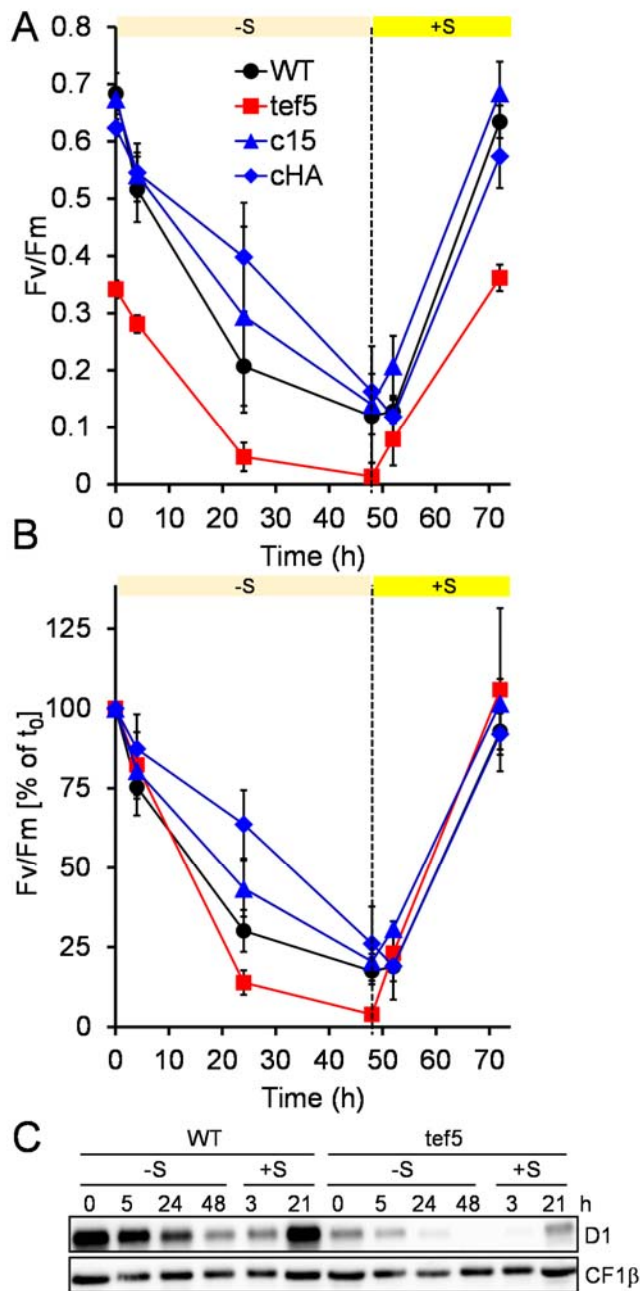 A
-S +S
0.8
0.7
0.6
0.5
0.4
0.3
0.2
0.1
0
Fv/Fm
WT
tef5
c15
cHA
0 10 20 30 40 50 60 70
Time (h)
B
-S +S
125
100
75
50
25
0
Fv/Fm [% of t0]
0 10 20 30 40 50 60 70
Time (h)
C
WT tef5
-S +S -S +S
0 5 24 48 3 21 0 5 24 48 3 21 h
D1
CF1β